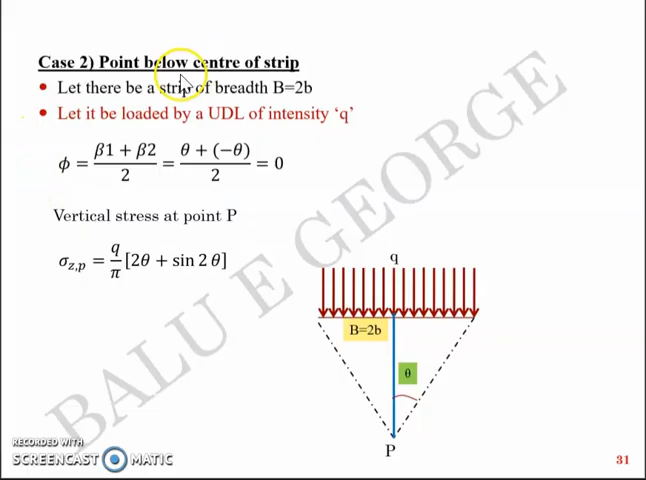 Case 2) Point below centre of strip
• Let there be a strip of breadth B=2b
• Let it be loaded by a UDL of intensity ‘q’
ϕ = (β1 + β2)/2 = (θ + (−θ))/2 = 0
Vertical stress at point P
σz,p = q/π [2θ + sin 2 θ]
q
B=2b
θ
P
BALU E GEORGE
RECORDED WITH
SCREENCAST MATIC
31